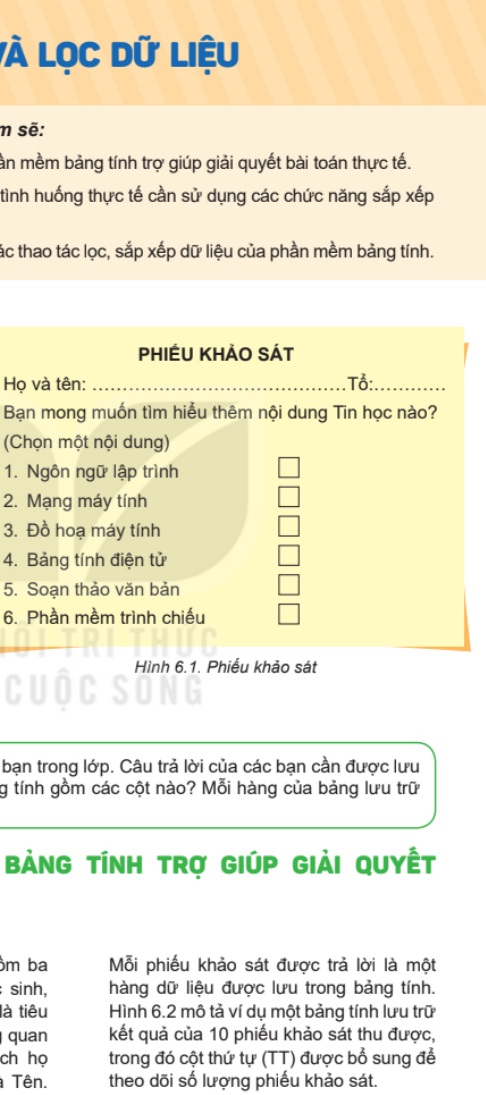 VÀ LỌC DỮ LIỆU
m sẽ:
ần mềm bảng tính trợ giúp giải quyết bài toán thực tế.
tình huống thực tế cần sử dụng các chức năng sắp xếp
ác thao tác lọc, sắp xếp dữ liệu của phần mềm bảng tính.
PHIẾU KHẢO SÁT
Họ và tên: ..........................................Tổ:............
Bạn mong muốn tìm hiểu thêm nội dung Tin học nào?
(Chọn một nội dung)
1. Ngôn ngữ lập trình
2. Mạng máy tính
3. Đồ hoạ máy tính
4. Bảng tính điện tử
5. Soạn thảo văn bản
6. Phần mềm trình chiếu
NỐI TRI THỨC
CUỘC SỐNG
Hình 6.1. Phiếu khảo sát
bạn trong lớp. Câu trả lời của các bạn cần được lưu
g tính gồm các cột nào? Mỗi hàng của bảng lưu trữ
BẢNG TÍNH TRỢ GIÚP GIẢI QUYẾT
ồm ba
sinh,
là tiêu
quan
ch họ
à Tên.
Mỗi phiếu khảo sát được trả lời là một
hàng dữ liệu được lưu trong bảng tính.
Hình 6.2 mô tả ví dụ một bảng tính lưu trữ
kết quả của 10 phiếu khảo sát thu được,
trong đó cột thứ tự (TT) được bổ sung để
theo dõi số lượng phiếu khảo sát.